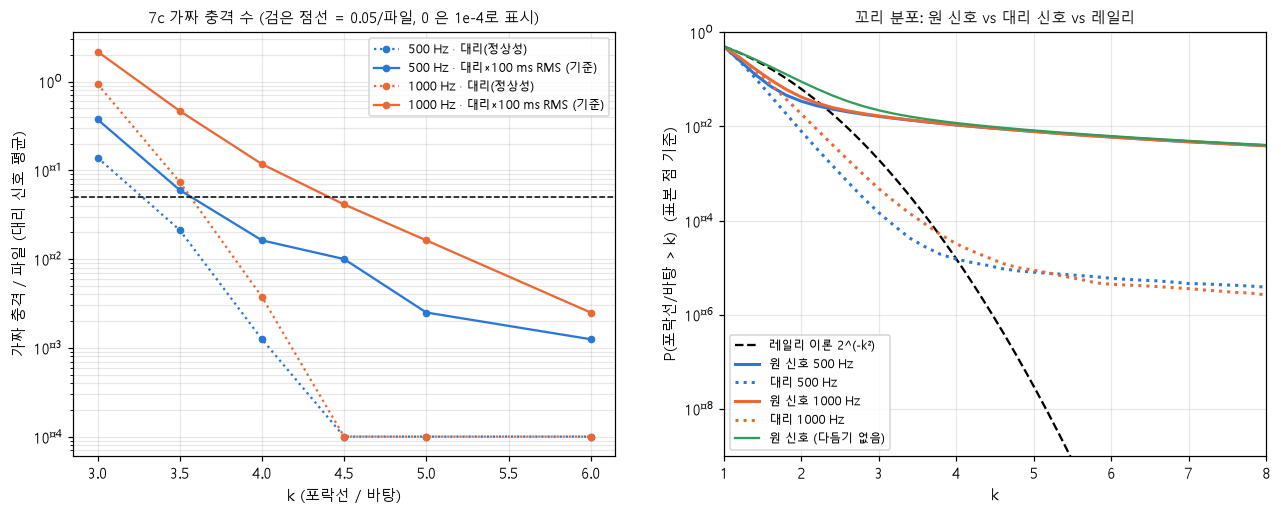 7c 가짜 충격 수 (검은 점선 = 0.05/파일, 0 은 1e-4로 표시)
가짜 충격 / 파일 (대리 신호 평균)
10⁰
10¤¹
10¤²
10¤³
10¤⁴
500 Hz · 대리(정상성)
500 Hz · 대리×100 ms RMS (기준)
1000 Hz · 대리(정상성)
1000 Hz · 대리×100 ms RMS (기준)
3.0 3.5 4.0 4.5 5.0 5.5 6.0
k (포락선 / 바탕)
꼬리 분포: 원 신호 vs 대리 신호 vs 레일리
P(포락선/바탕 > k) (표본 점 기준)
10⁰
10¤²
10¤⁴
10¤⁶
10¤⁸
레일리 이론 2^(-k²)
원 신호 500 Hz
대리 500 Hz
원 신호 1000 Hz
대리 1000 Hz
원 신호 (다듬기 없음)
1 2 3 4 5 6 7 8
k